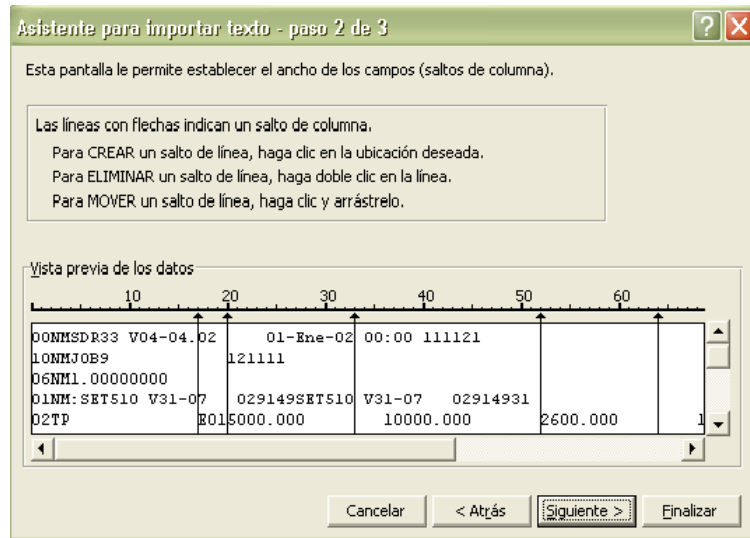 Asistente para importar texto - paso 2 de 3
Esta pantalla le permite establecer el ancho de los campos (saltos de columna).
Las líneas con flechas indican un salto de columna.
Para CREAR un salto de línea, haga clic en la ubicación deseada.
Para ELIMINAR un salto de línea, haga doble clic en la línea.
Para MOVER un salto de línea, haga clic y arrástrelo.
Vista previa de los datos
10 20 30 40 50 60
00NMSDR33 V04-04.02 01-Ene-02 00:00 111121
10NMJOB9 121111
06NM1.00000000
01NM:SET510 V31-07 029149SET510 V31-07 02914931
02TP E015000.000 10000.000 2600.000 1
Cancelar < Atrás Siguiente > Finalizar